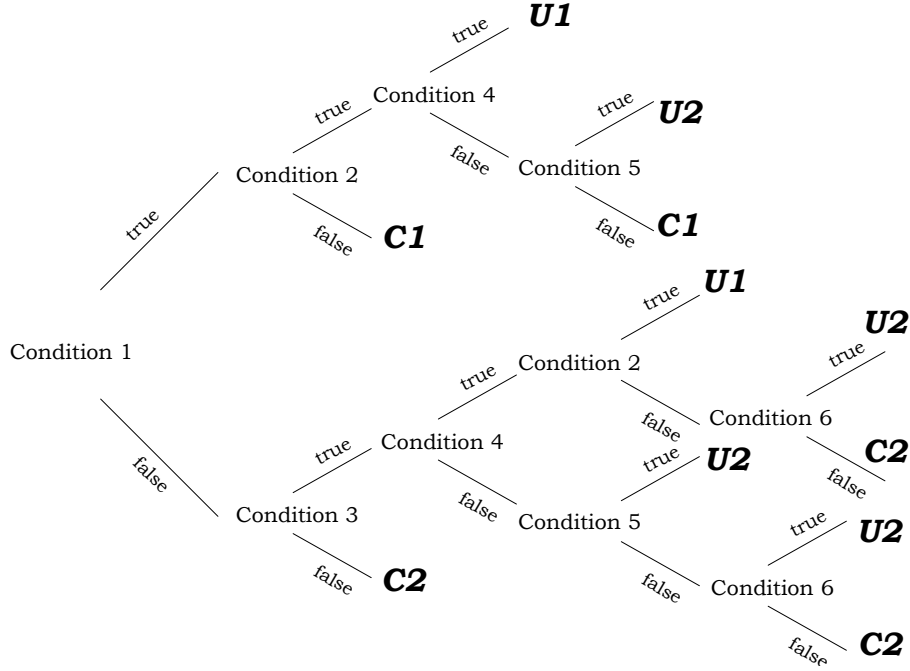 U1
true
Condition 4
true
true
U2
false
Condition 5
Condition 2
true
false
C1
false
C1
true
U1
U2
Condition 1
true
Condition 2
true
false
Condition 6
true
Condition 4
true
U2
false
C2
false
false
Condition 3
Condition 5
true
U2
false
C2
false
Condition 6
false
C2